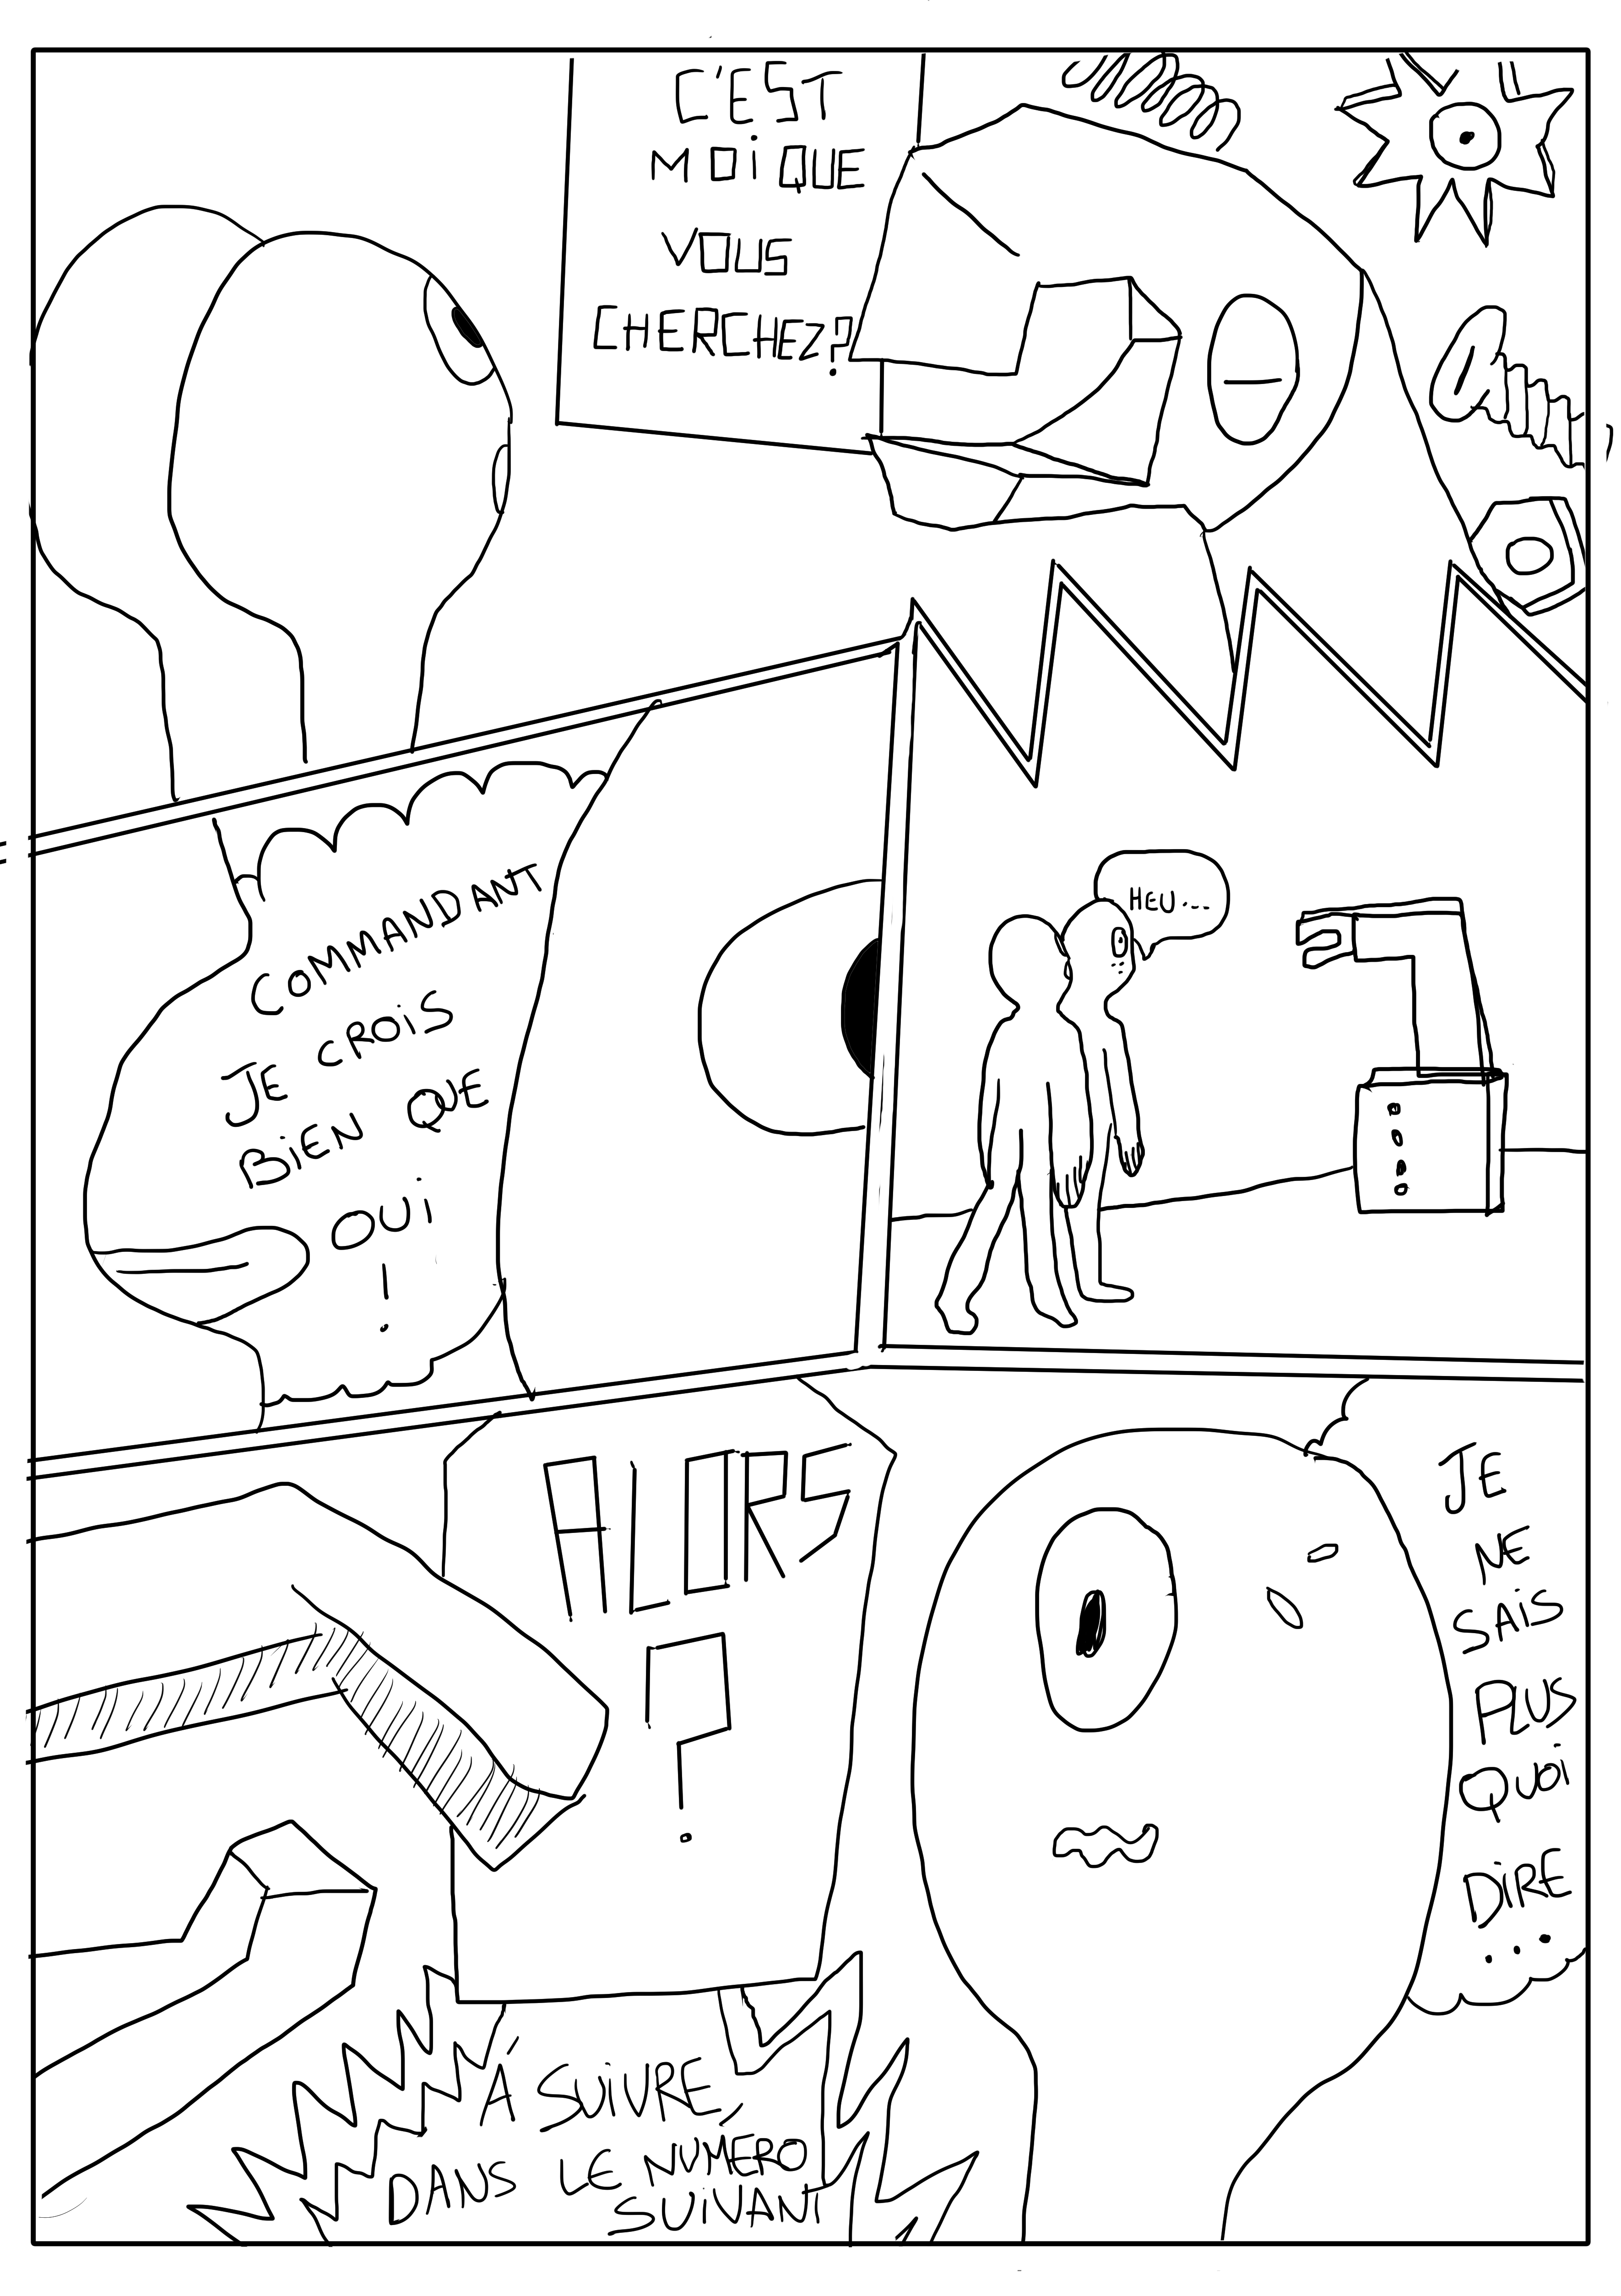 C'EST
MOI QUE
VOUS
CHERCHEZ?
COMMANDANT
JE CROIS
BIEN QUE
OUI
!
HEU...
ALORS
?
JE
NE
SAIS
PLUS
QUOI
DIRE
...
À SUIVRE,
DANS LE NUMERO
SUIVANT